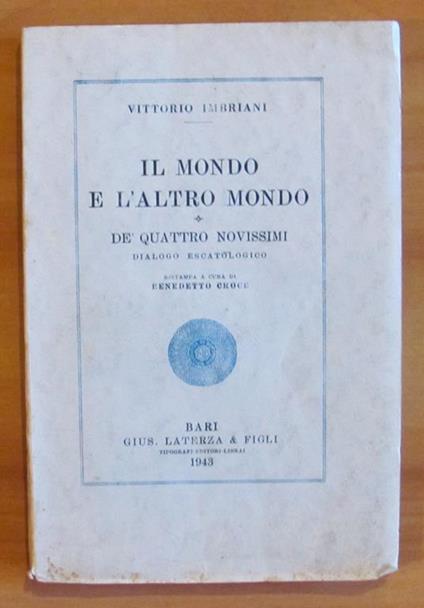 VITTORIO IMBRIANI
IL MONDO
E L'ALTRO MONDO
DE' QUATTRO NOVISSIMI
DIALOGO ESCATOLOGICO
RISTAMPA A CURA DI
BENEDETTO CROCE
BARI
GIUS. LATERZA & FIGLI
TIPOGRAFI-EDITORI-LIBRAI
1943